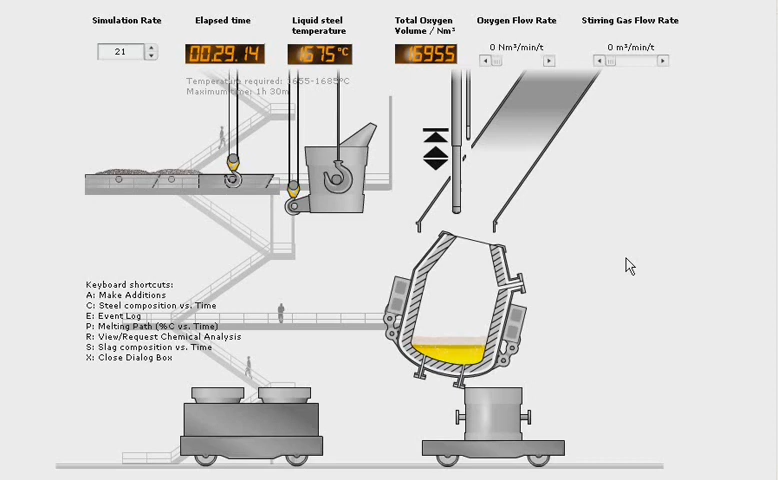 Simulation Rate
Elapsed time
Liquid steel
temperature
Total Oxygen
Volume / Nm³
Oxygen Flow Rate
Stirring Gas Flow Rate
21
00:29.14
1675°C
6955
0 Nm³/min/t
0 m³/min/t
Temperature required: 1655-1685°C
Maximum time: 1h 30m
Keyboard shortcuts:
A: Make Additions
C: Steel composition vs. Time
E: Event Log
P: Melting Path (%C vs. Time)
R: View/Request Chemical Analysis
S: Slag composition vs. Time
X: Close Dialog Box